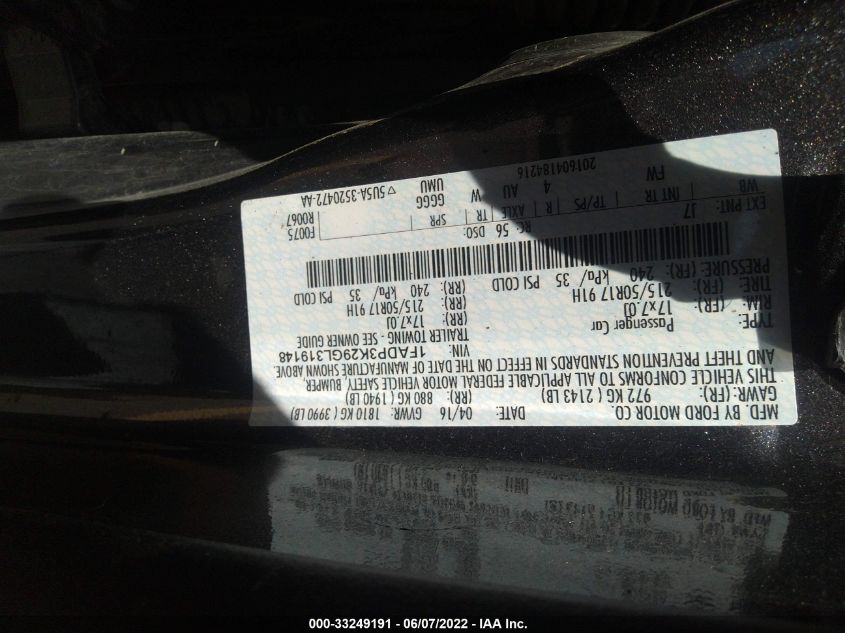 MFD. BY FORD MOTOR CO.
DATE: 04/16 GVWR: 1810 KG ( 3990 LB)
GAWR: (FR): 972 KG ( 2143 LB) (RR): 880 KG ( 1940 LB)
THIS VEHICLE CONFORMS TO ALL APPLICABLE FEDERAL MOTOR VEHICLE SAFETY, BUMPER,
AND THEFT PREVENTION STANDARDS IN EFFECT ON THE DATE OF MANUFACTURE SHOWN ABOVE.
VIN: 1FADP3K29GL319148
TYPE: Passenger Car TRAILER TOWING - SEE OWNER GUIDE
RIM: (FR): 17x7.0J (RR): 17x7.0J
TIRE: (FR): 215/50R17 91H (RR): 215/50R17 91H
PRESSURE: (FR): 240 kPa/ 35 PSI COLD (RR): 240 kPa/ 35 PSI COLD
EXT PNT: J7 RC: 56 DSO: F0075
WB INT TR TP/PS R AXLE TR SPR R0067
FW 4 AU W GGGG UMU
201604184216 ▽5U5A-3520472-AA
000-33249191 - 06/07/2022 - IAA Inc.